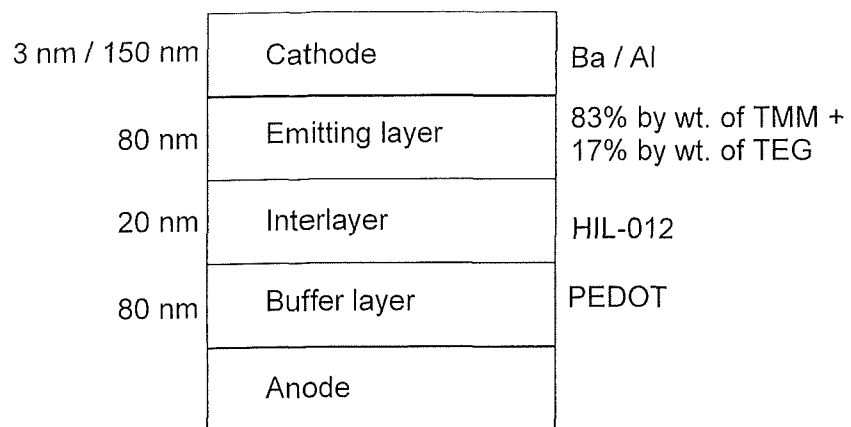 3 nm / 150 nm Cathode Ba / Al
80 nm Emitting layer 83% by wt. of TMM +
17% by wt. of TEG
20 nm Interlayer HIL-012
80 nm Buffer layer PEDOT
Anode